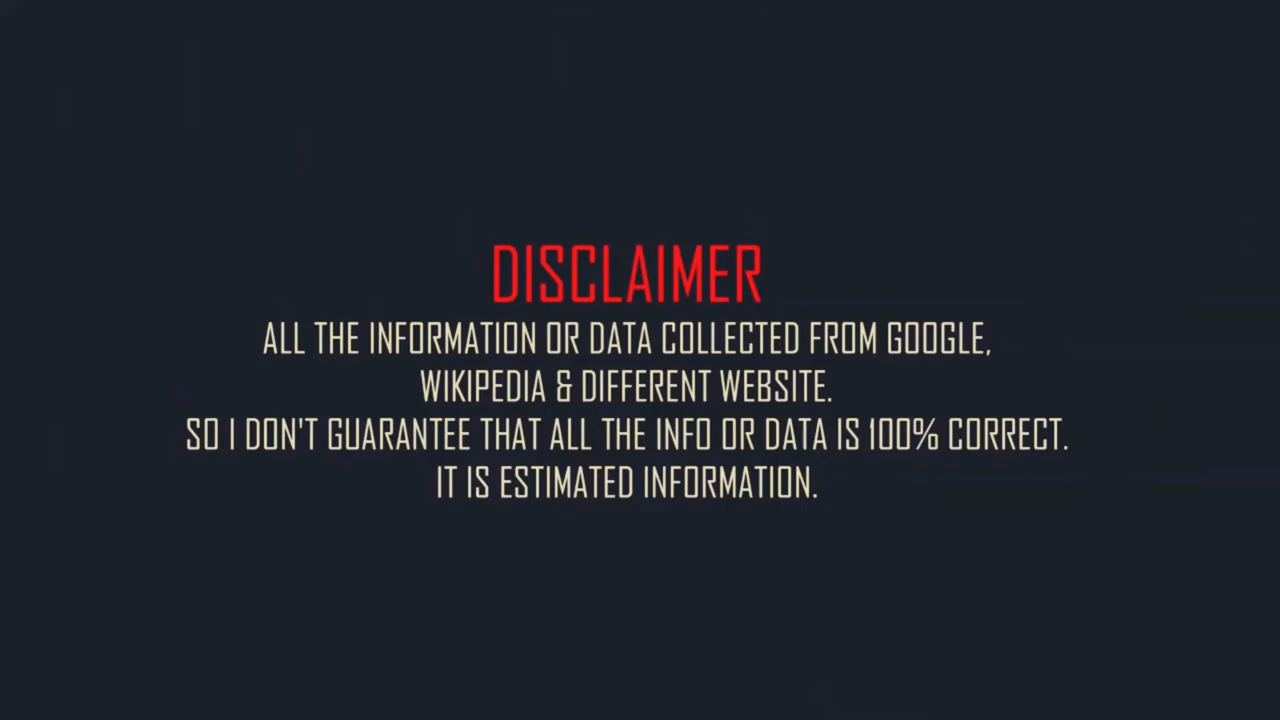 DISCLAIMER
ALL THE INFORMATION OR DATA COLLECTED FROM GOOGLE,
WIKIPEDIA & DIFFERENT WEBSITE.
SO I DON'T GUARANTEE THAT ALL THE INFO OR DATA IS 100% CORRECT.
IT IS ESTIMATED INFORMATION.